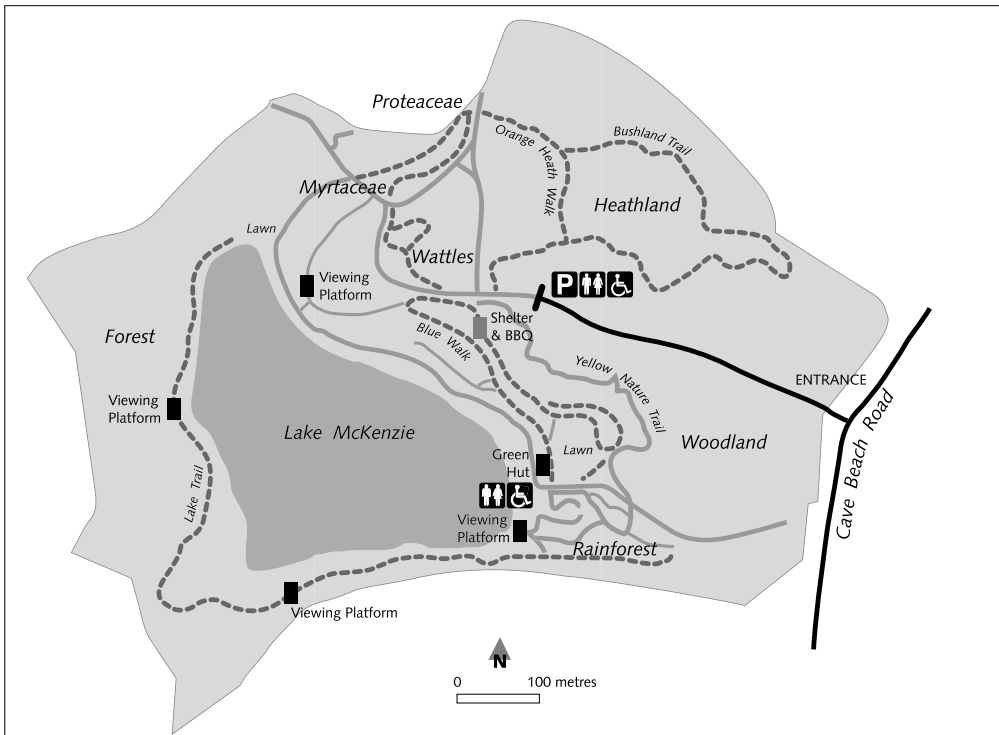 Proteaceae
Orange Heath Walk
Bushland Trail
Myrtaceae
Heathland
Lawn
Wattles
P
Viewing
Platform
Shelter
& BBQ
Forest
Blue Walk
Yellow Nature Trail
ENTRANCE
Viewing
Platform
Lake McKenzie
Woodland
Cave Beach Road
Green
Hut
Lawn
Lake Trail
Viewing
Platform
Rainforest
Viewing Platform
N
0 100 metres